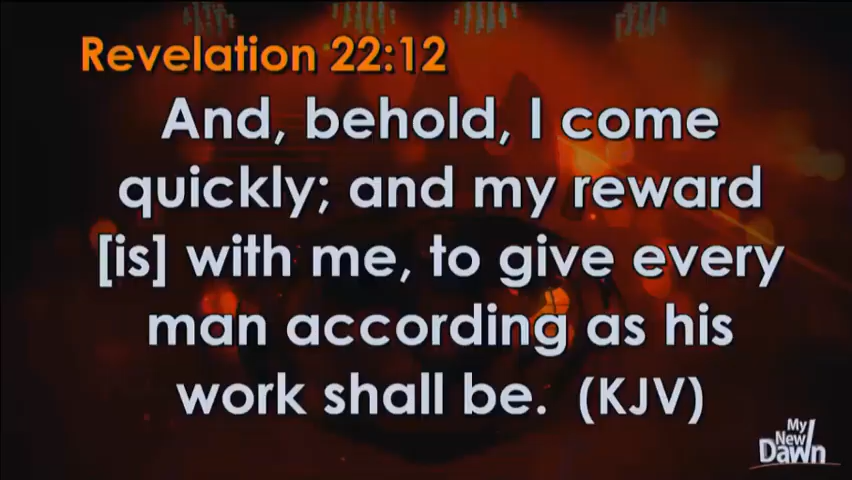 Revelation 22:12
And, behold, I come
quickly; and my reward
[is] with me, to give every
man according as his
work shall be. (KJV)
My
New
Dawn